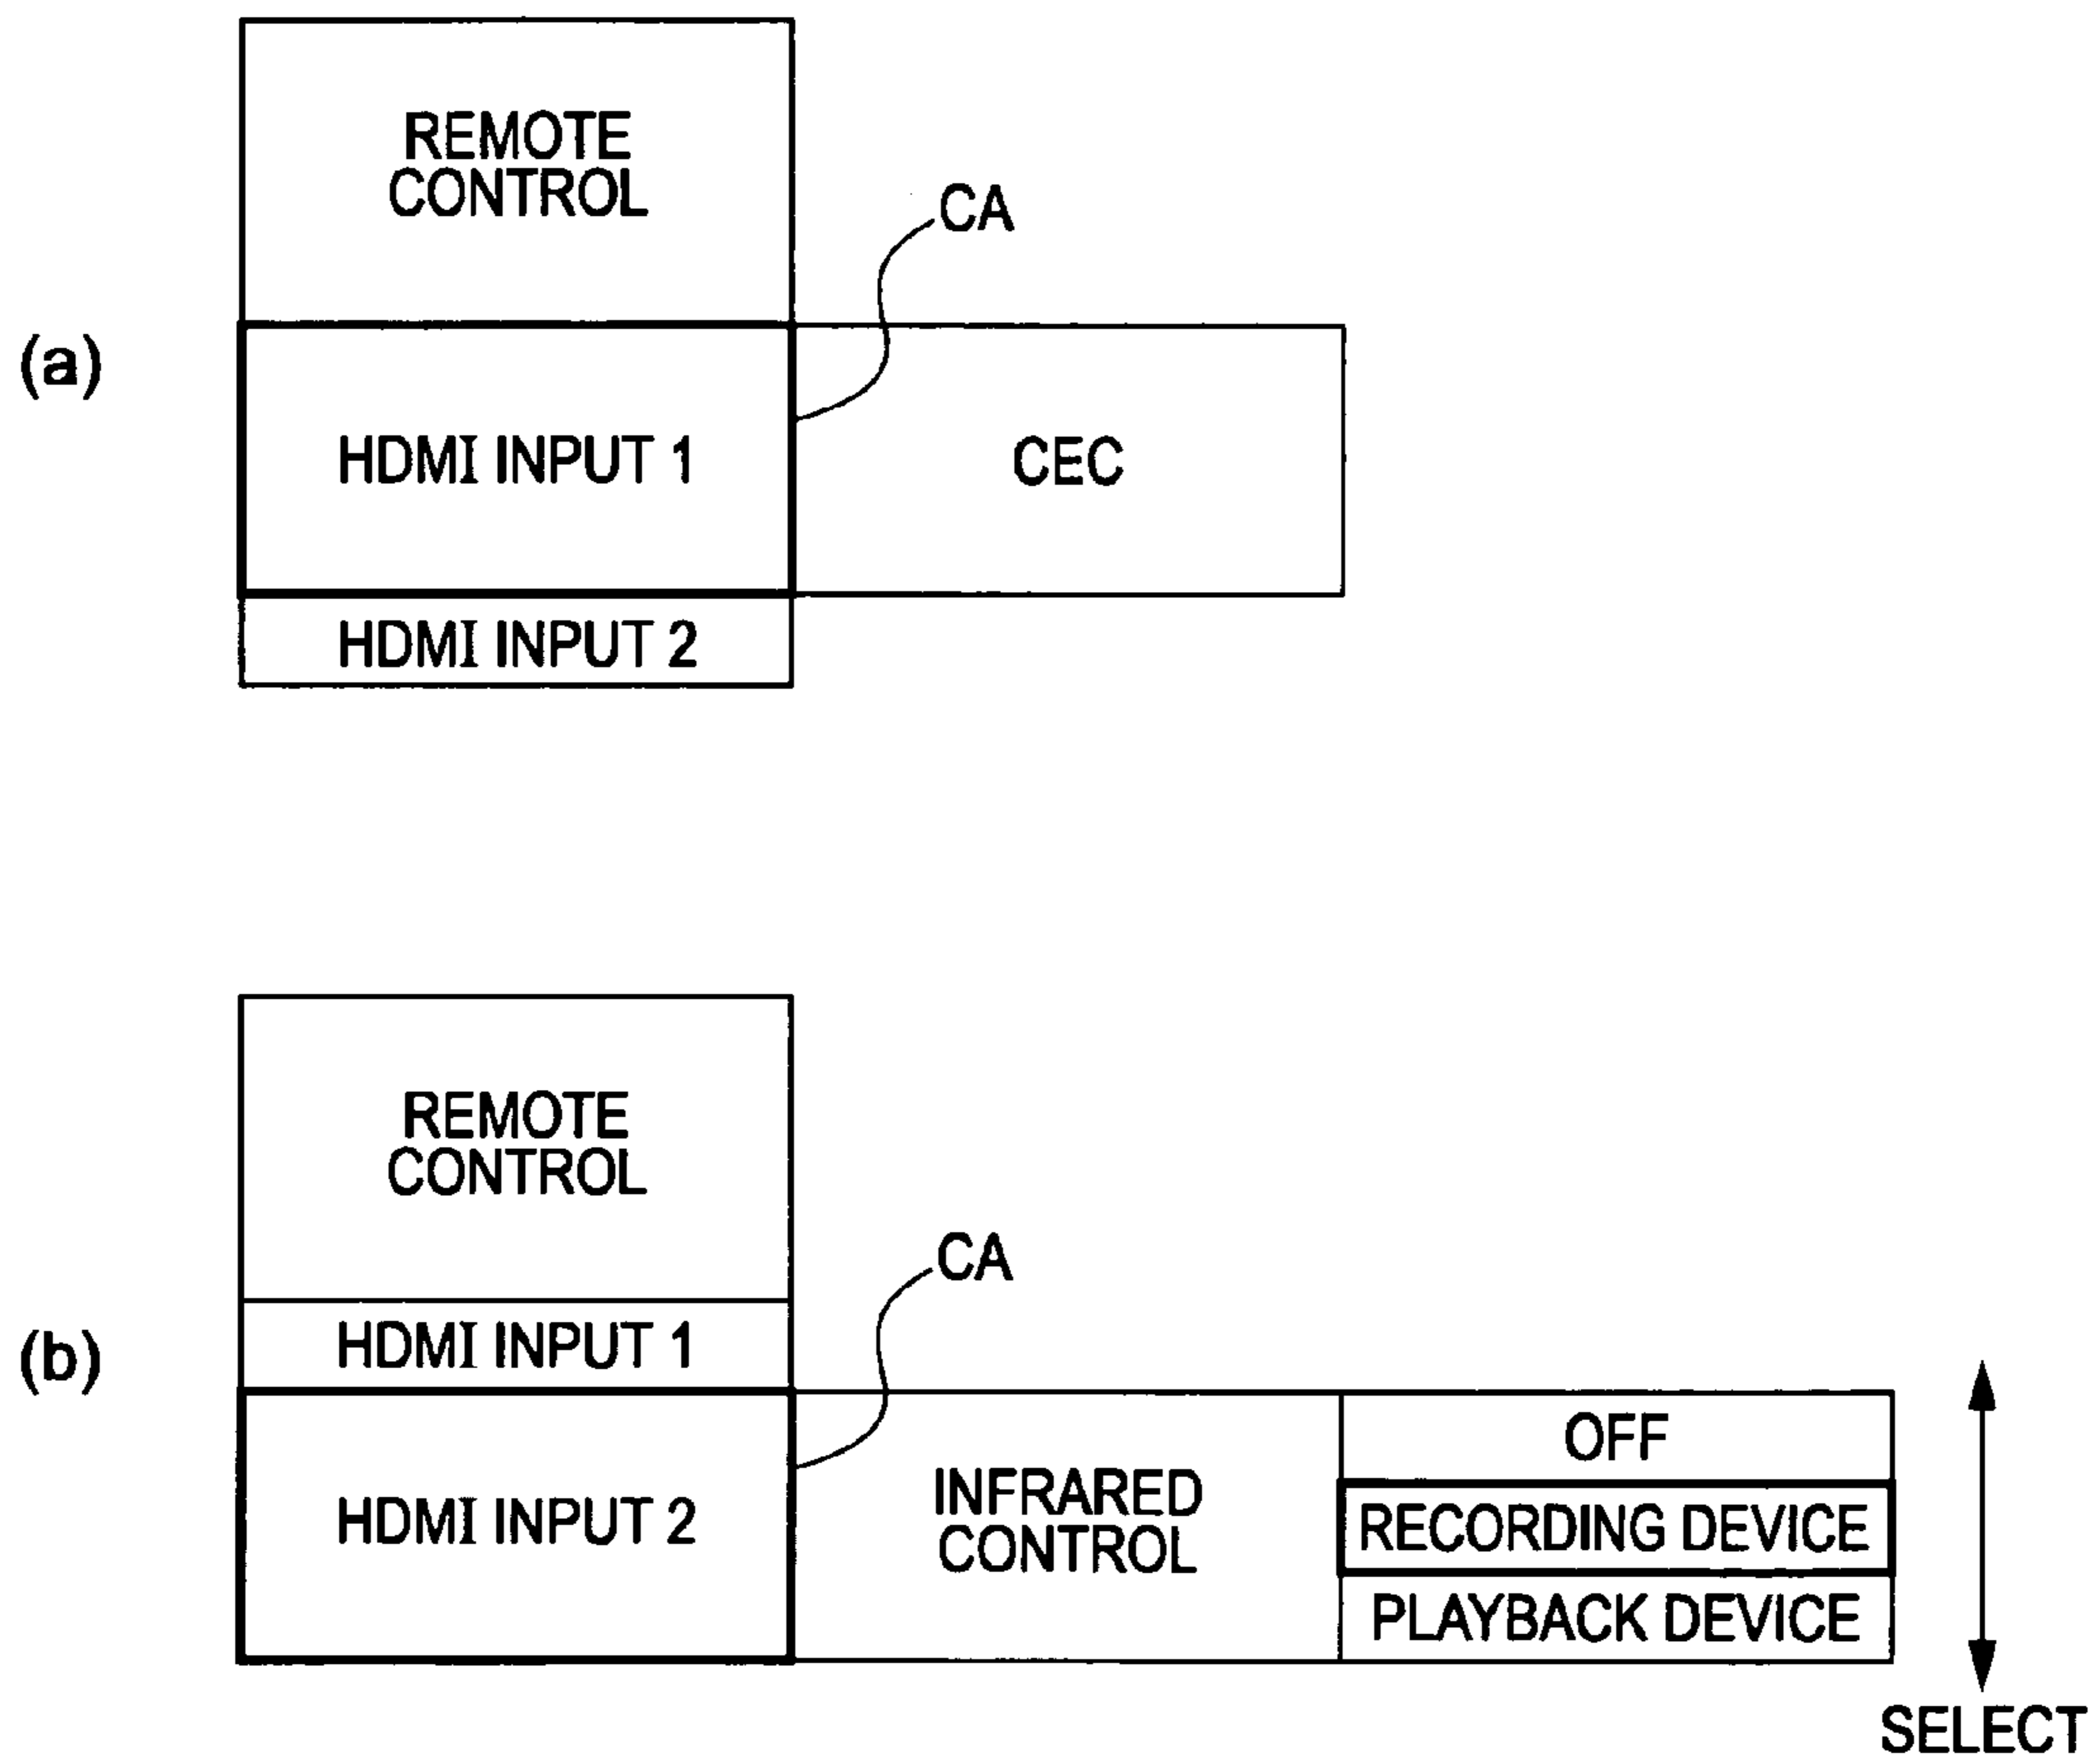 REMOTE
CONTROL
CA
(a)
HDMI INPUT 1
CEC
HDMI INPUT 2
REMOTE
CONTROL
CA
(b)
HDMI INPUT 1
OFF
HDMI INPUT 2
INFRARED
CONTROL
RECORDING DEVICE
PLAYBACK DEVICE
SELECT